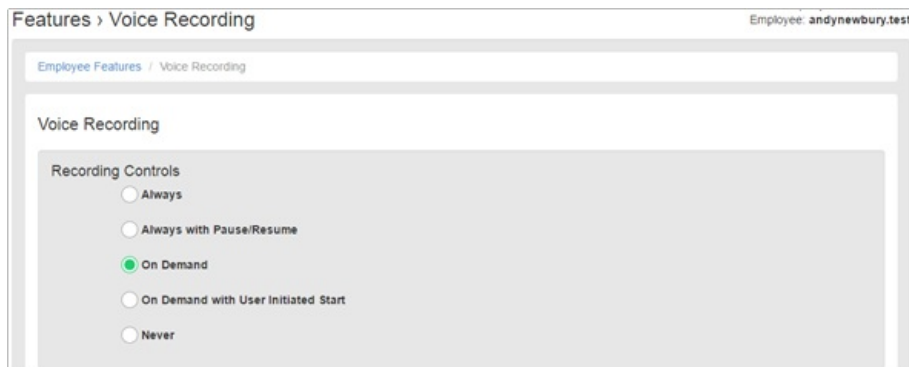 Features › Voice Recording
Employee: andynewbury.test
Employee Features / Voice Recording
Voice Recording
Recording Controls
Always
Always with Pause/Resume
On Demand
On Demand with User Initiated Start
Never